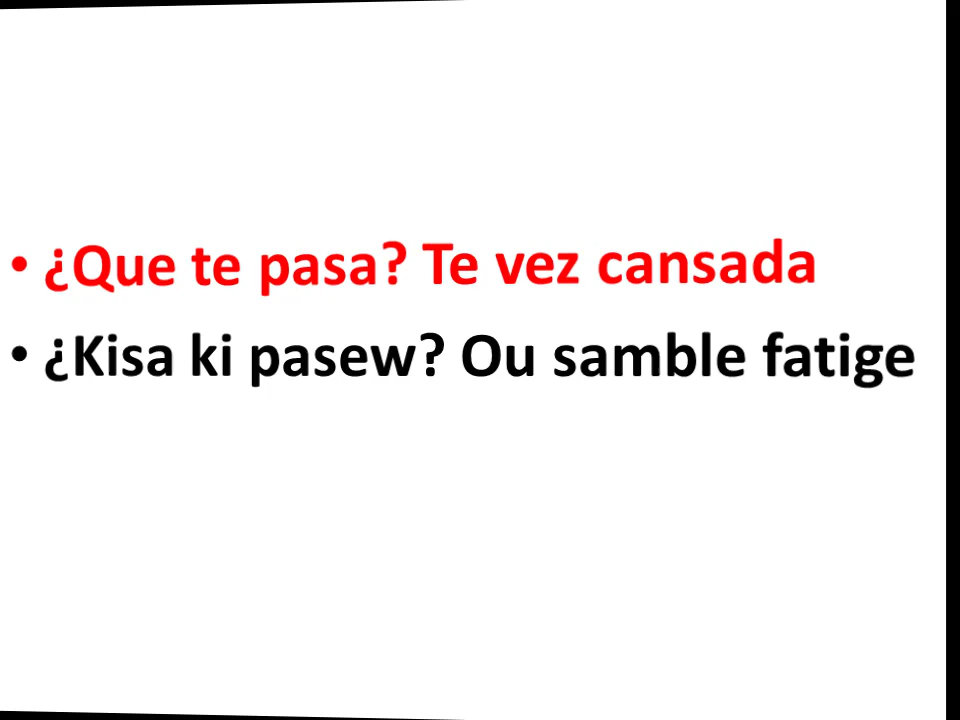 • ¿Que te pasa? Te vez cansada
• ¿Kisa ki pasew? Ou samble fatige